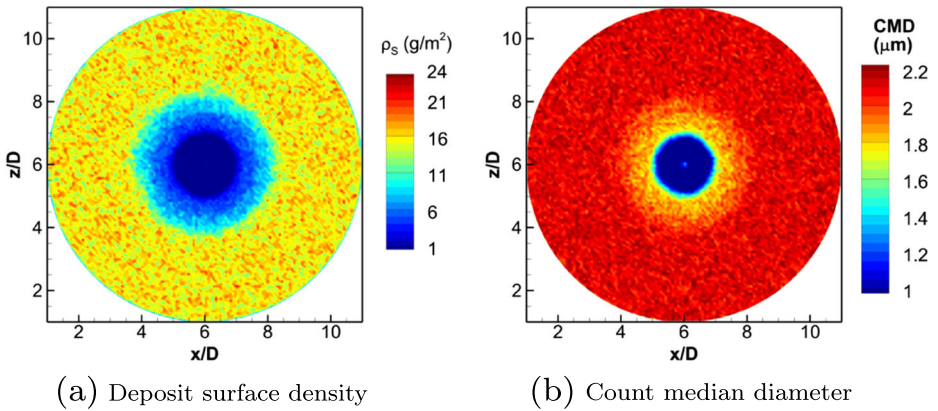 ρS (g/m²)
24
21
16
11
6
1
z/D
10
8
6
4
2
2 4 6 8 10
x/D
(a) Deposit surface density
CMD
(μm)
2.2
2
1.8
1.6
1.4
1.2
1
z/D
10
8
6
4
2
2 4 6 8 10
x/D
(b) Count median diameter